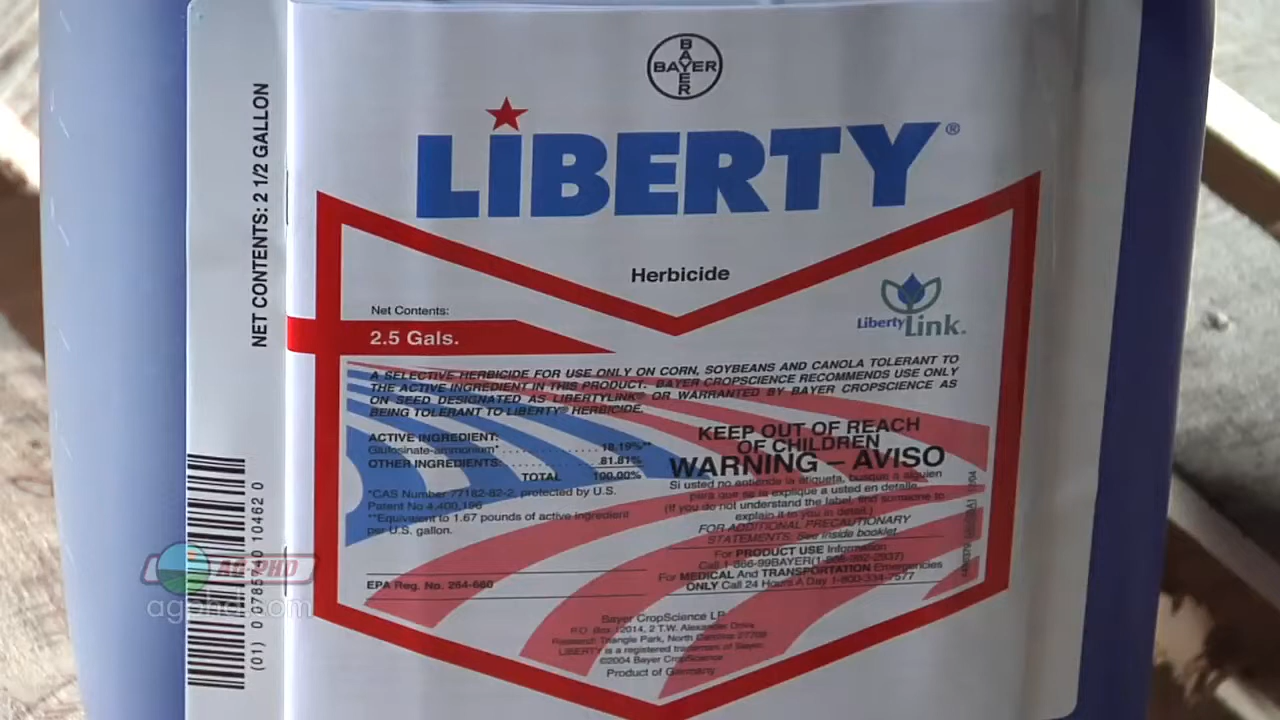 BAYER
BAYER
LIBERTY®
Herbicide
LibertyLink®
Net Contents:
2.5 Gals.
NET CONTENTS: 2 1/2 GALLON
A SELECTIVE HERBICIDE FOR USE ONLY ON CORN, SOYBEANS AND CANOLA TOLERANT TO
THE ACTIVE INGREDIENT IN THIS PRODUCT. BAYER CROPSCIENCE RECOMMENDS USE ONLY
ON SEED DESIGNATED AS LIBERTYLINK® OR WARRANTED BY BAYER CROPSCIENCE AS
BEING TOLERANT TO LIBERTY® HERBICIDE.
ACTIVE INGREDIENT:
Glufosinate-ammonium* . . . . . . . . . . 18.19%**
OTHER INGREDIENTS: . . . . . . . . . . 81.81%
TOTAL 100.00%
*CAS Number 77182-82-2, protected by U.S.
Patent No 4,400,196
**Equivalent to 1.67 pounds of active ingredient
per U.S. gallon.
EPA Reg. No. 264-660
KEEP OUT OF REACH
OF CHILDREN
WARNING – AVISO
Si usted no entiende la etiqueta, busque a alguien
para que se la explique a usted en detalle.
(If you do not understand the label, find someone to
explain it to you in detail.)
FOR ADDITIONAL PRECAUTIONARY
STATEMENTS: See inside booklet.
For PRODUCT USE Information
Call 1-866-99BAYER(1-866-992-2937)
For MEDICAL And TRANSPORTATION Emergencies
ONLY Call 24 Hours A Day 1-800-334-7577
Bayer CropScience LP
P.O. Box 12014, 2 T.W. Alexander Drive
Research Triangle Park, North Carolina 27709
LIBERTY is a registered trademark of Bayer.
©2004 Bayer CropScience
Product of Germany
(01) 0 07 85740 10462 0
AG PHD
agphd.com